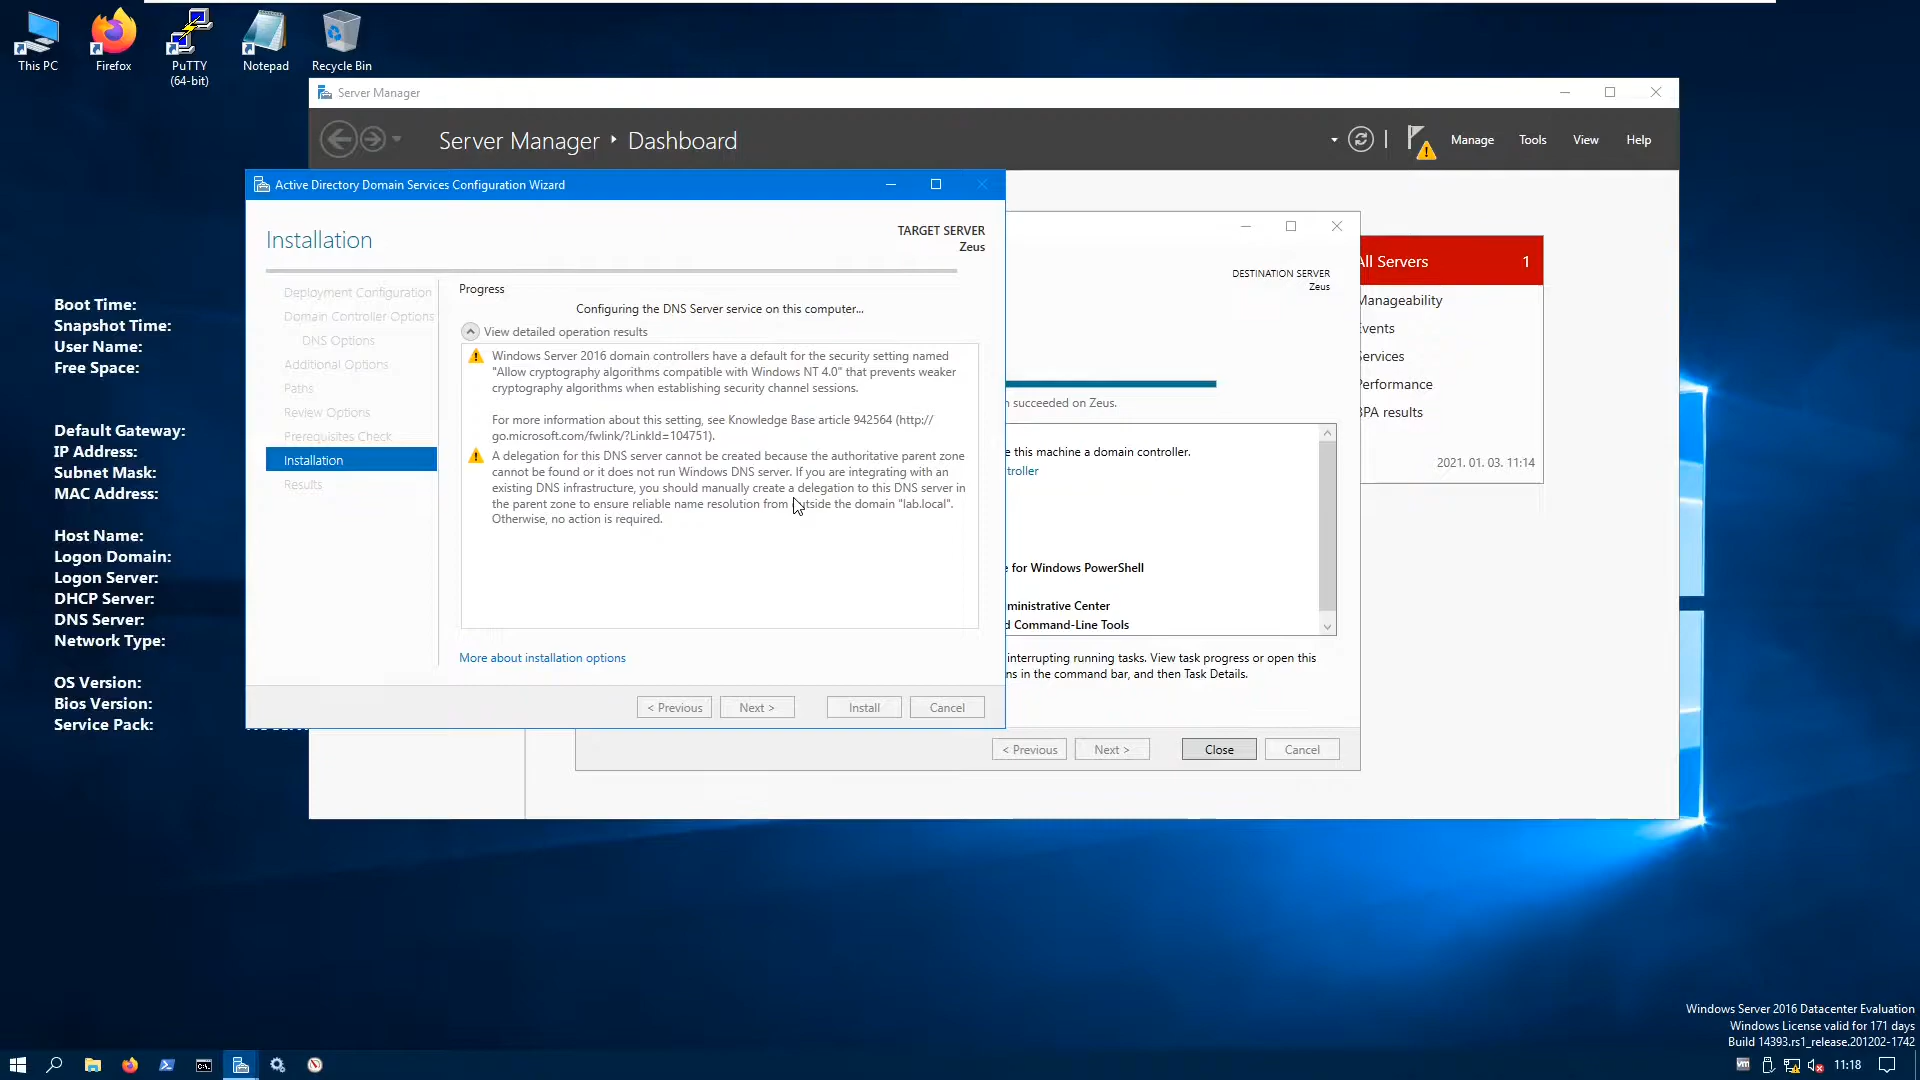 This PC
Firefox
PuTTY
(64-bit)
Notepad
Recycle Bin
Server Manager
Server Manager ‣ Dashboard
Manage
Tools
View
Help
Active Directory Domain Services Configuration Wizard
Installation
TARGET SERVER
Zeus
Deployment Configuration
Domain Controller Options
DNS Options
Additional Options
Paths
Review Options
Prerequisites Check
Installation
Results
Progress
Configuring the DNS Server service on this computer...
View detailed operation results
Windows Server 2016 domain controllers have a default for the security setting named
"Allow cryptography algorithms compatible with Windows NT 4.0" that prevents weaker
cryptography algorithms when establishing security channel sessions.
For more information about this setting, see Knowledge Base article 942564 (http://
go.microsoft.com/fwlink/?LinkId=104751).
A delegation for this DNS server cannot be created because the authoritative parent zone
cannot be found or it does not run Windows DNS server. If you are integrating with an
existing DNS infrastructure, you should manually create a delegation to this DNS server in
the parent zone to ensure reliable name resolution from outside the domain "lab.local".
Otherwise, no action is required.
More about installation options
< Previous
Next >
Install
Cancel
DESTINATION SERVER
Zeus
succeeded on Zeus.
e this machine a domain controller.
troller
e for Windows PowerShell
ministrative Center
d Command-Line Tools
interrupting running tasks. View task progress or open this
ns in the command bar, and then Task Details.
< Previous
Next >
Close
Cancel
All Servers
1
Manageability
Events
Services
Performance
BPA results
2021. 01. 03. 11:14
Boot Time:
Snapshot Time:
User Name:
Free Space:
Default Gateway:
IP Address:
Subnet Mask:
MAC Address:
Host Name:
Logon Domain:
Logon Server:
DHCP Server:
DNS Server:
Network Type:
OS Version:
Bios Version:
Service Pack:
Windows Server 2016 Datacenter Evaluation
Windows License valid for 171 days
Build 14393.rs1_release.201202-1742
11:18